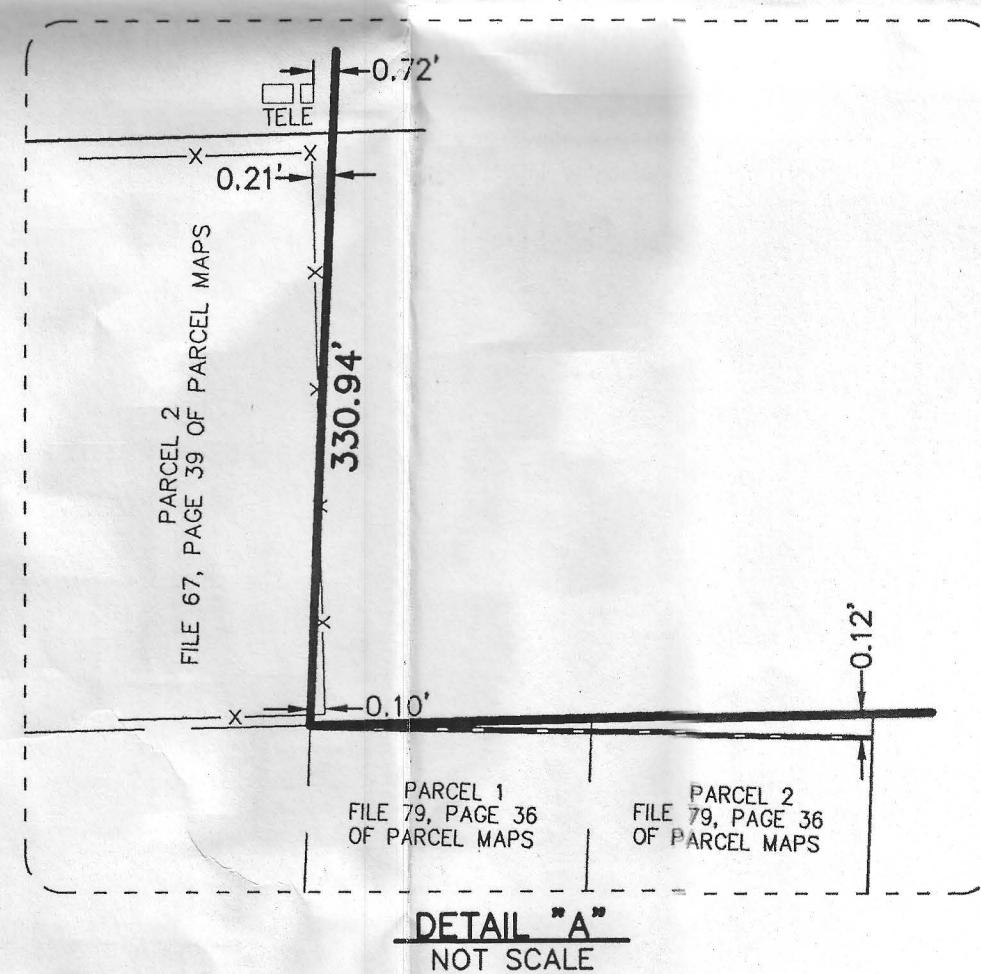 0.72'
TELE
0.21'
PARCEL 2
FILE 67, PAGE 39 OF PARCEL MAPS
330.94'
0.12'
0.10'
PARCEL 1
FILE 79, PAGE 36
OF PARCEL MAPS
PARCEL 2
FILE 79, PAGE 36
OF PARCEL MAPS
DETAIL "A"
NOT SCALE